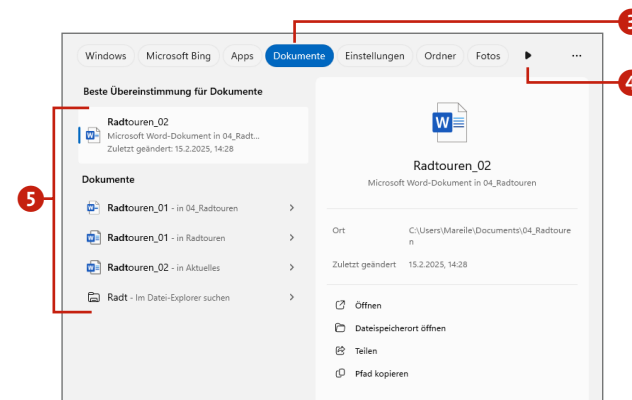 3
Windows Microsoft Bing Apps Dokumente Einstellungen Ordner Fotos
4
Beste Übereinstimmung für Dokumente
Radtouren_02
Microsoft Word-Dokument in 04_Radt...
Zuletzt geändert: 15.2.2025, 14:28
5
Dokumente
Radtouren_01 - in 04_Radtouren
Radtouren_01 - in Radtouren
Radtouren_02 - in Aktuelles
Radt - Im Datei-Explorer suchen
Radtouren_02
Microsoft Word-Dokument in 04_Radtouren
Ort C:\Users\Mareile\Documents\04_Radtoure
n
Zuletzt geändert 15.2.2025, 14:28
Öffnen
Dateispeicherort öffnen
Teilen
Pfad kopieren